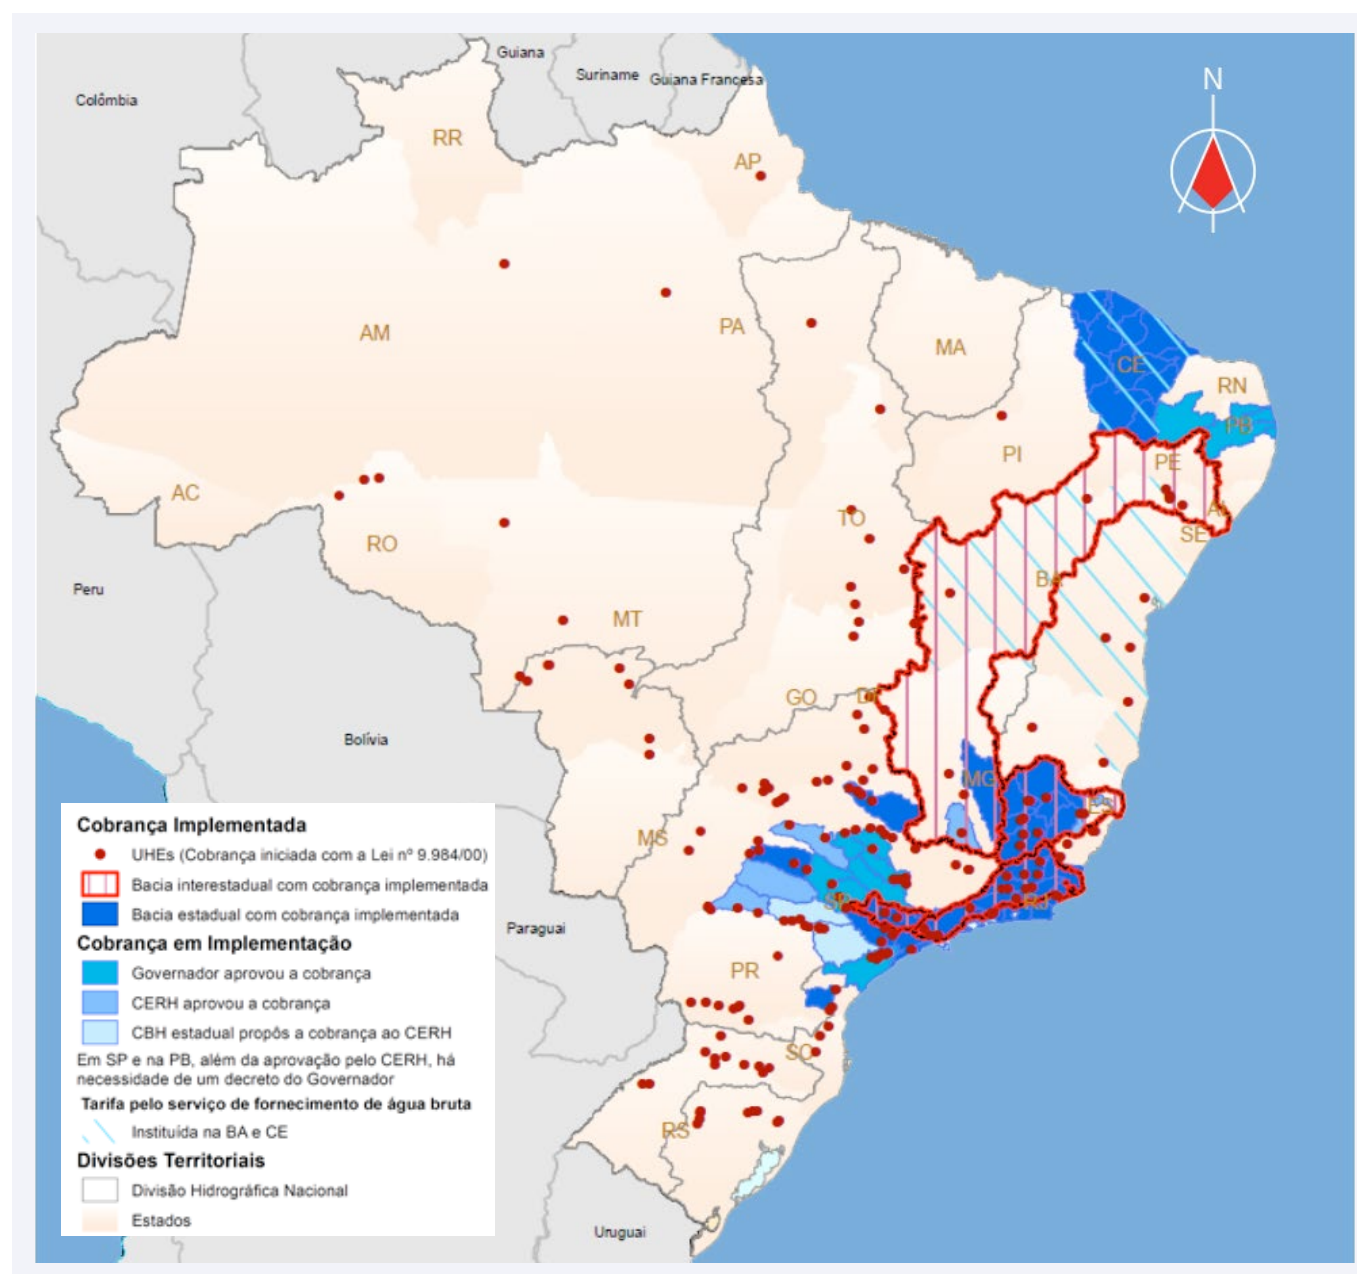 N
Guiana
Suriname
Guiana Francesa
Colômbia
RR
AP
AM
PA
MA
CE
RN
PB
PI
PE
AC
TO
AL
SE
RO
BA
Peru
MT
GO
DF
Bolívia
MG
ES
MS
SP
RJ
Paraguai
PR
SC
RS
Uruguai
Cobrança Implementada
UHEs (Cobrança iniciada com a Lei nº 9.984/00)
Bacia interestadual com cobrança implementada
Bacia estadual com cobrança implementada
Cobrança em Implementação
Governador aprovou a cobrança
CERH aprovou a cobrança
CBH estadual propôs a cobrança ao CERH
Em SP e na PB, além da aprovação pelo CERH, há
necessidade de um decreto do Governador
Tarifa pelo serviço de fornecimento de água bruta
Instituída na BA e CE
Divisões Territoriais
Divisão Hidrográfica Nacional
Estados